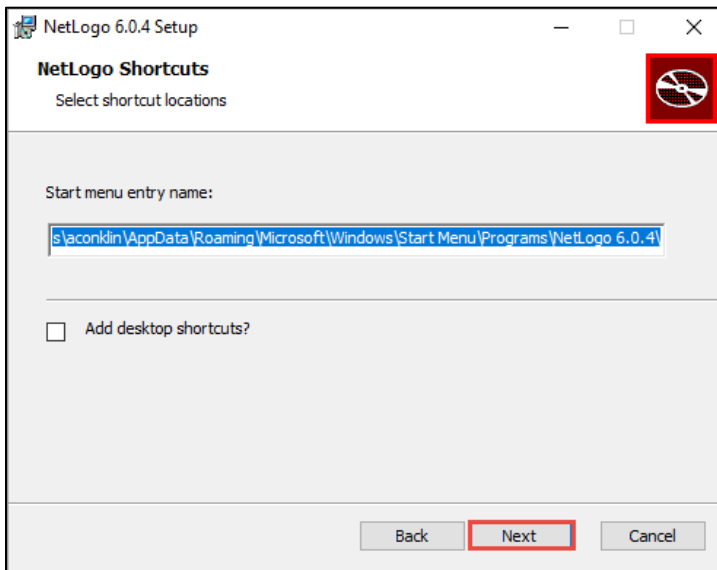 NetLogo 6.0.4 Setup
NetLogo Shortcuts
Select shortcut locations
Start menu entry name:
s\aconklin\AppData\Roaming\Microsoft\Windows\Start Menu\Programs\NetLogo 6.0.4\
Add desktop shortcuts?
Back Next Cancel